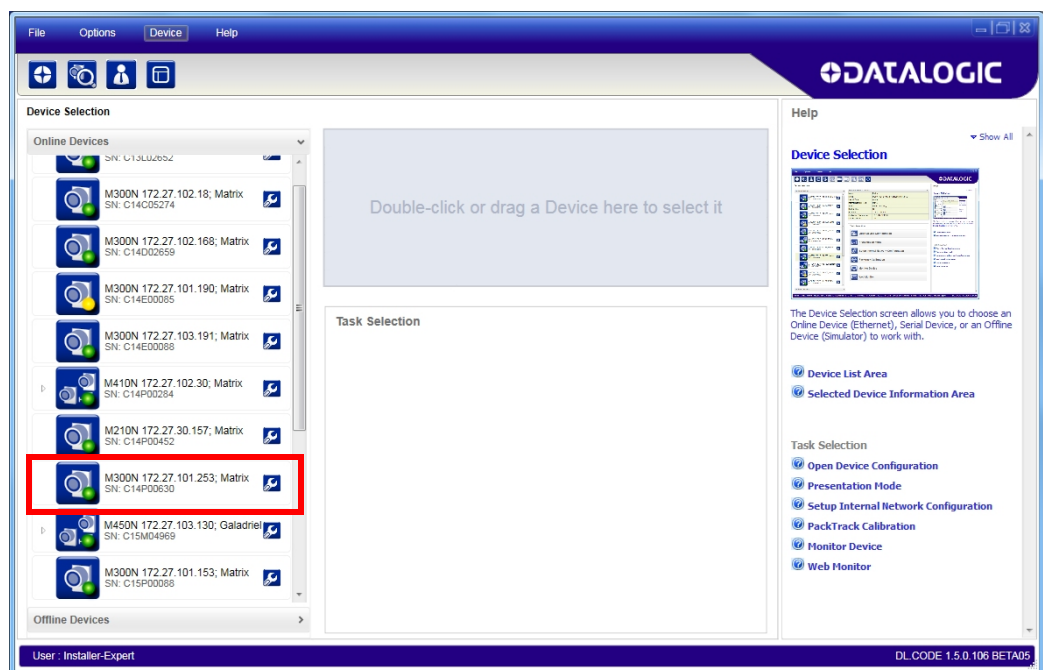 File Options Device Help
DATALOGIC
Device Selection
Online Devices
SN: C13L02652
M300N 172.27.102.18; Matrix
SN: C14C05274
M300N 172.27.102.168; Matrix
SN: C14D02659
M300N 172.27.101.190; Matrix
SN: C14E00085
M300N 172.27.103.191; Matrix
SN: C14E00088
M410N 172.27.102.30; Matrix
SN: C14P00284
M210N 172.27.30.157; Matrix
SN: C14P00452
M300N 172.27.101.253; Matrix
SN: C14P00630
M450N 172.27.103.130; Galadriel
SN: C15M04969
M300N 172.27.101.153; Matrix
SN: C15P00088
Offline Devices
Double-click or drag a Device here to select it
Task Selection
Help
Show All
Device Selection
The Device Selection screen allows you to choose an
Online Device (Ethernet), Serial Device, or an Offline
Device (Simulator) to work with.
Device List Area
Selected Device Information Area
Task Selection
Open Device Configuration
Presentation Mode
Setup Internal Network Configuration
PackTrack Calibration
Monitor Device
Web Monitor
User : Installer-Expert
DL.CODE 1.5.0.106 BETA05